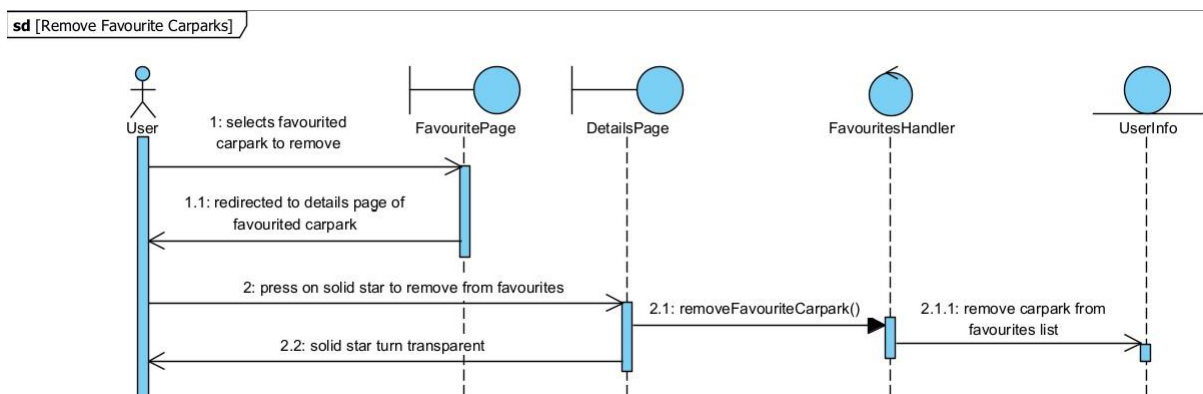 sd [Remove Favourite Carparks]
User
FavouritePage
DetailsPage
FavouritesHandler
UserInfo
1: selects favourited
carpark to remove
1.1: redirected to details page of
favourited carpark
2: press on solid star to remove from favourites
2.1: removeFavouriteCarpark()
2.1.1: remove carpark from
favourites list
2.2: solid star turn transparent